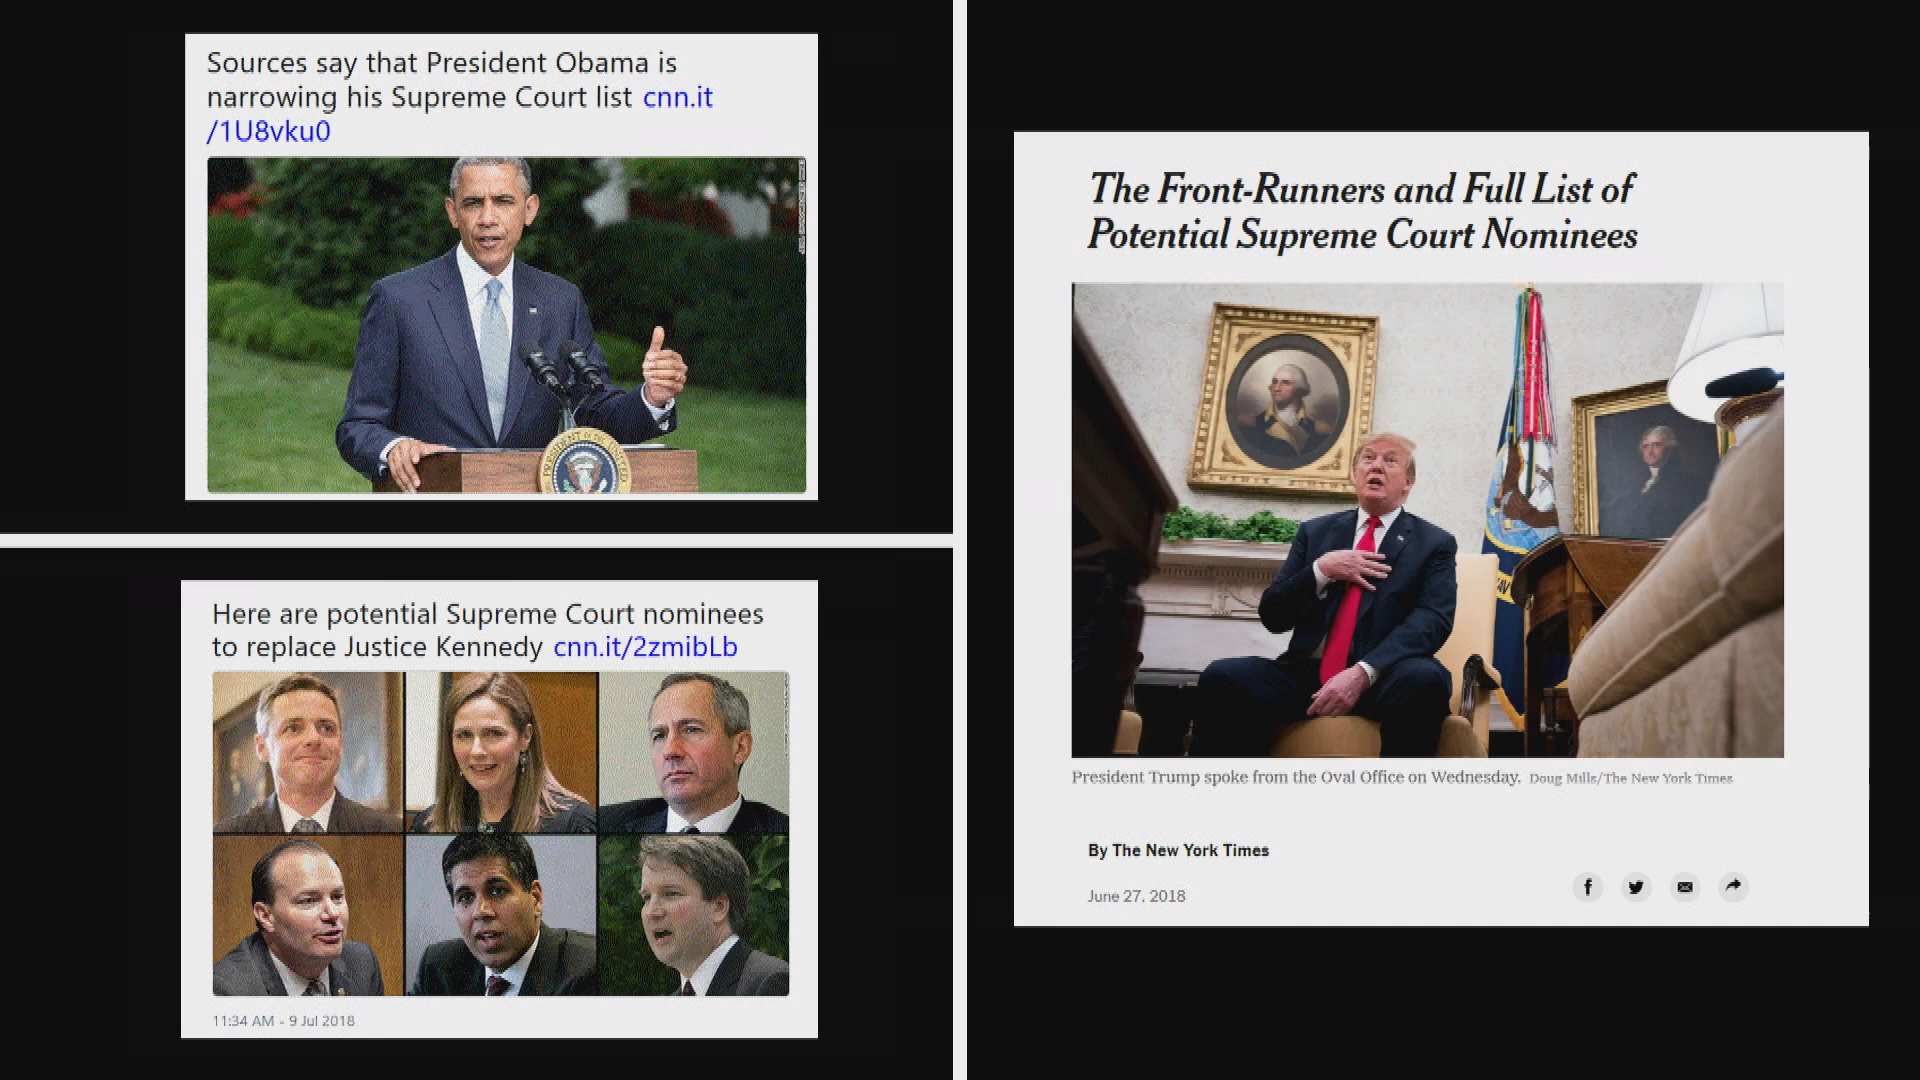 Sources say that President Obama is
narrowing his Supreme Court list cnn.it
/1U8vku0
Here are potential Supreme Court nominees
to replace Justice Kennedy cnn.it/2zmibLb
11:34 AM - 9 Jul 2018
The Front-Runners and Full List of
Potential Supreme Court Nominees
President Trump spoke from the Oval Office on Wednesday. Doug Mills/The New York Times
By The New York Times
June 27, 2018